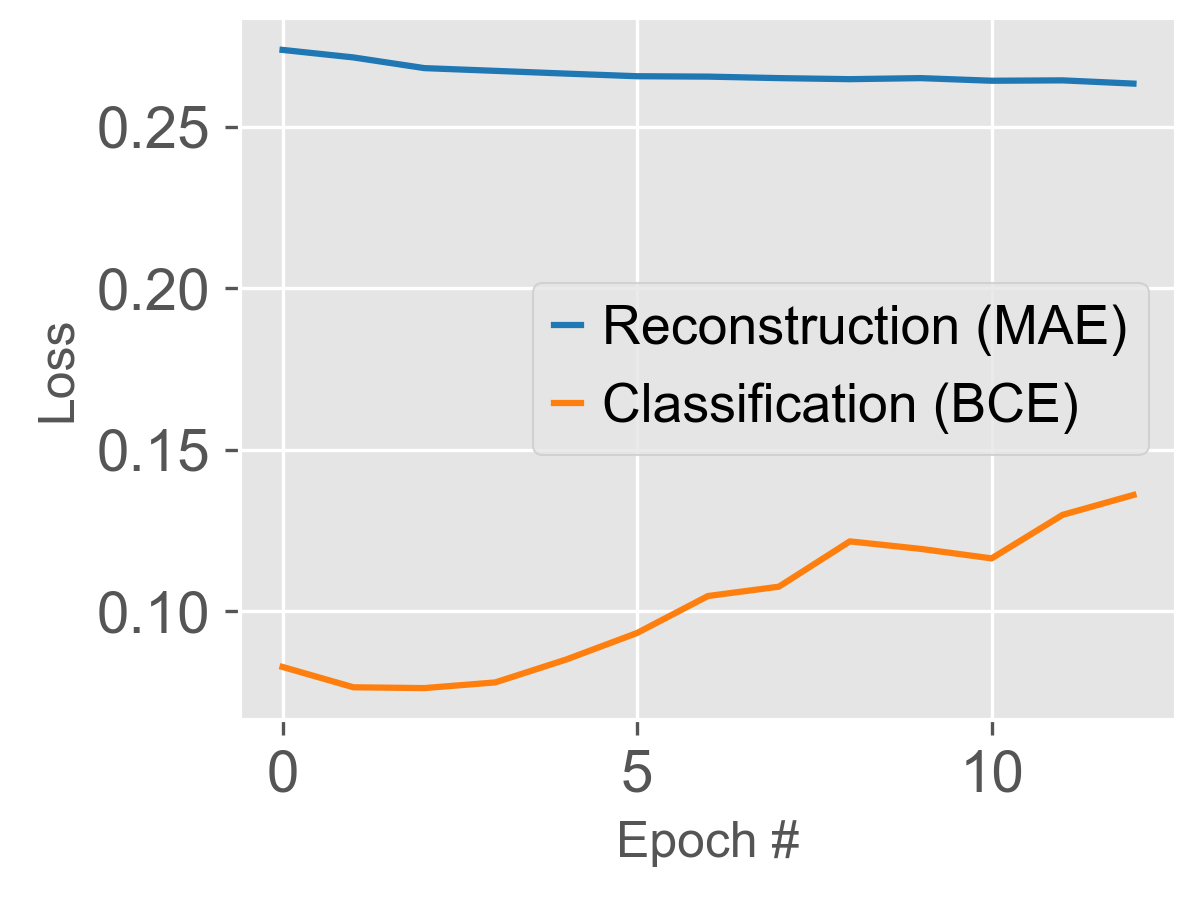 0.25
0.20
0.15
0.10
Loss
Reconstruction (MAE)
Classification (BCE)
0 5 10
Epoch #